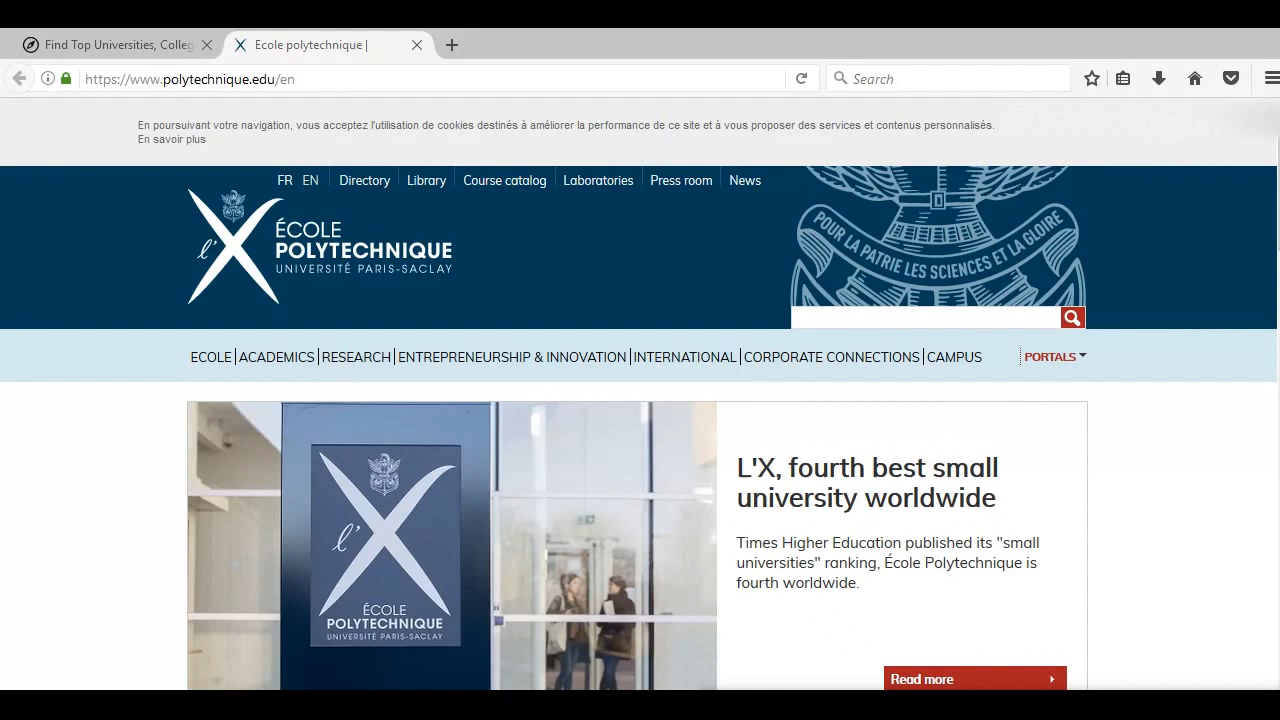 Find Top Universities, Colleg
Ecole polytechnique |
https://www.polytechnique.edu/en
Search
En poursuivant votre navigation, vous acceptez l'utilisation de cookies destinés à améliorer la performance de ce site et à vous proposer des services et contenus personnalisés.
En savoir plus
FR EN Directory Library Course catalog Laboratories Press room News
l'X
ÉCOLE
POLYTECHNIQUE
UNIVERSITÉ PARIS-SACLAY
POUR LA PATRIE LES SCIENCES ET LA GLOIRE
ECOLE ACADEMICS RESEARCH ENTREPRENEURSHIP & INNOVATION INTERNATIONAL CORPORATE CONNECTIONS CAMPUS PORTALS
l'X
ÉCOLE
POLYTECHNIQUE
UNIVERSITÉ PARIS-SACLAY
L'X, fourth best small
university worldwide
Times Higher Education published its "small
universities" ranking, École Polytechnique is
fourth worldwide.
Read more